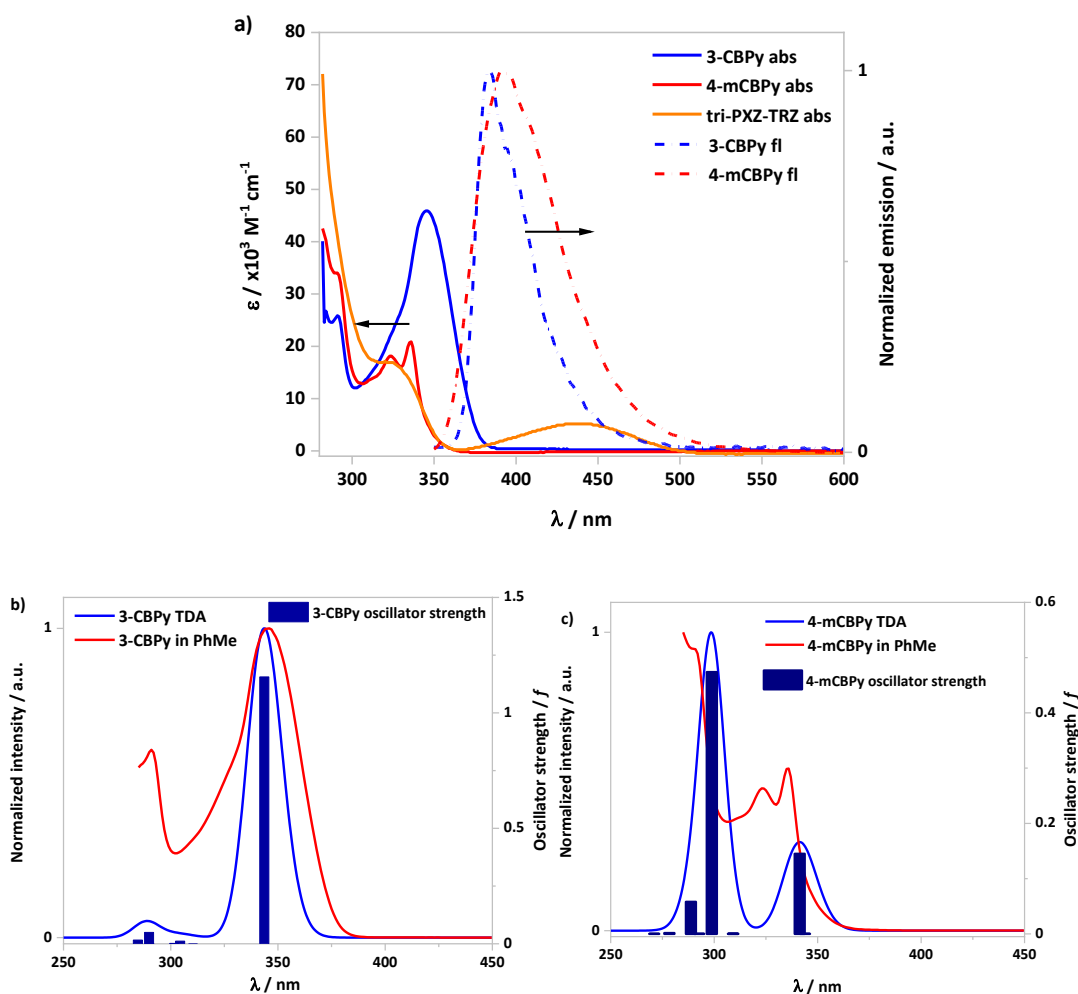 a)
80
70
60
50
40
30
20
10
0
ε / x10³ M⁻¹ cm⁻¹
3-CBPy abs
4-mCBPy abs
tri-PXZ-TRZ abs
3-CBPy fl
4-mCBPy fl
1
0
Normalized emission / a.u.
300 350 400 450 500 550 600
λ / nm
b)
3-CBPy TDA
3-CBPy in PhMe
3-CBPy oscillator strength
1
0
Normalized intensity / a.u.
1.5
1
0.5
0
Oscillator strength / f
250 300 350 400 450
λ / nm
c)
4-mCBPy TDA
4-mCBPy in PhMe
4-mCBPy oscillator strength
1
0
Normalized intensity / a.u.
0.6
0.4
0.2
0
Oscillator strength / f
250 300 350 400 450
λ / nm